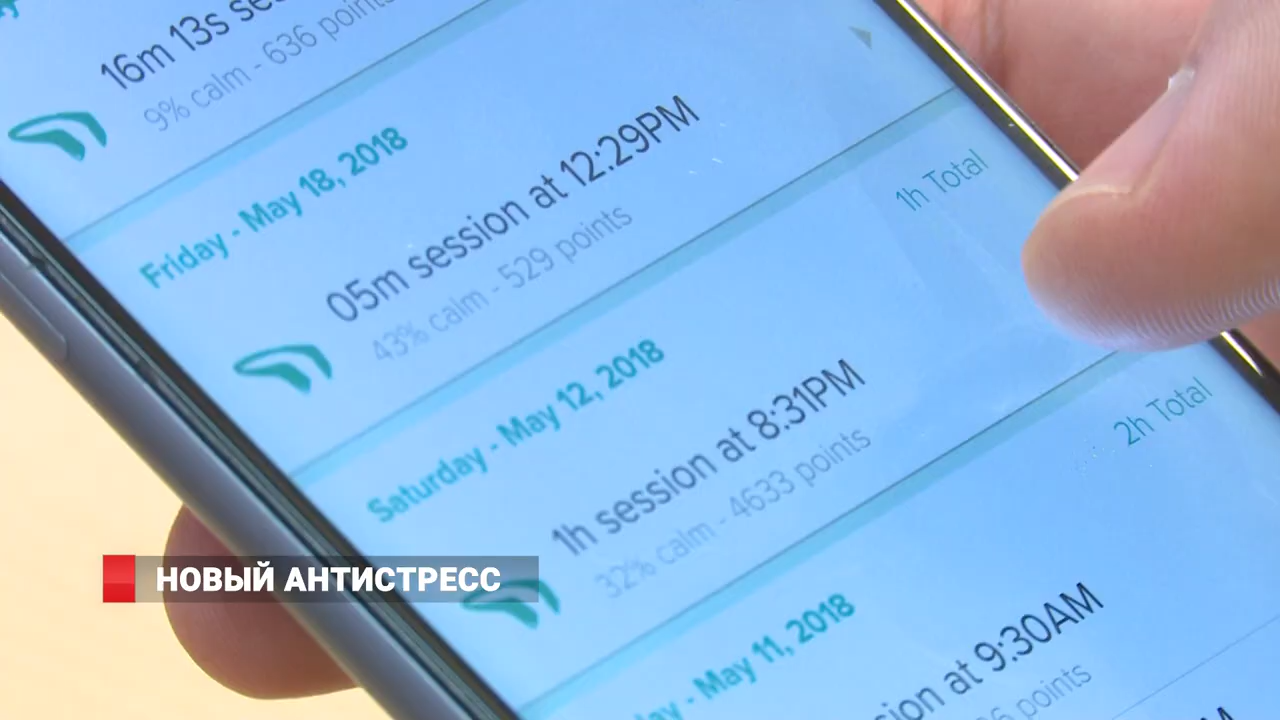 16m 13s
9% calm - 636 points
Friday - May 18, 2018
05m session at 12:29PM
43% calm - 529 points
1h Total
Saturday - May 12, 2018
1h session at 8:31PM
32% calm - 4633 points
2h Total
- May 11, 2018
at 9:30AM
points
НОВЫЙ АНТИСТРЕСС